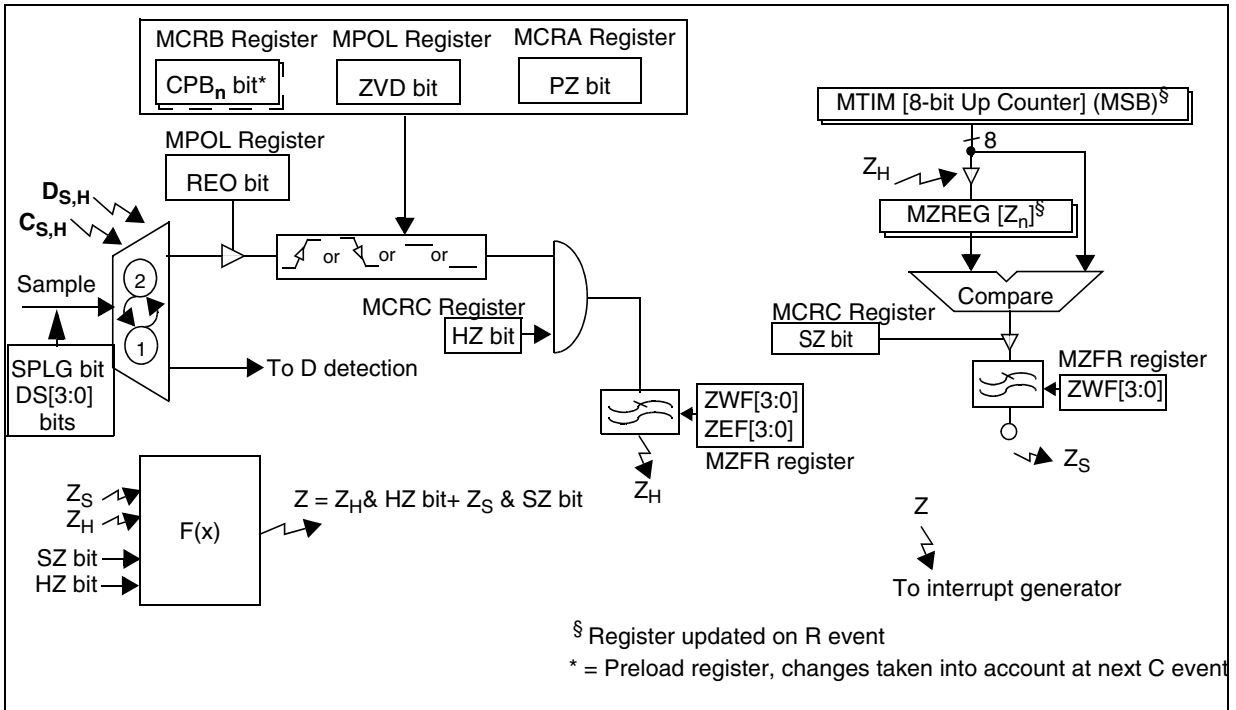 MCRB Register
MPOL Register
MCRA Register
CPBn bit*
ZVD bit
PZ bit
MPOL Register
REO bit
DS,H
CS,H
Sample
2
1
SPLG bit
DS[3:0]
bits
To D detection
or
or
or
MCRC Register
HZ bit
ZWF[3:0]
ZEF[3:0]
MZFR register
ZH
MTIM [8-bit Up Counter] (MSB)§
8
ZH
MZREG [Zn]§
Compare
MCRC Register
SZ bit
MZFR register
ZWF[3:0]
ZS
ZS
ZH
SZ bit
HZ bit
F(x)
Z = ZH& HZ bit+ ZS & SZ bit
Z
To interrupt generator
§ Register updated on R event
* = Preload register, changes taken into account at next C event